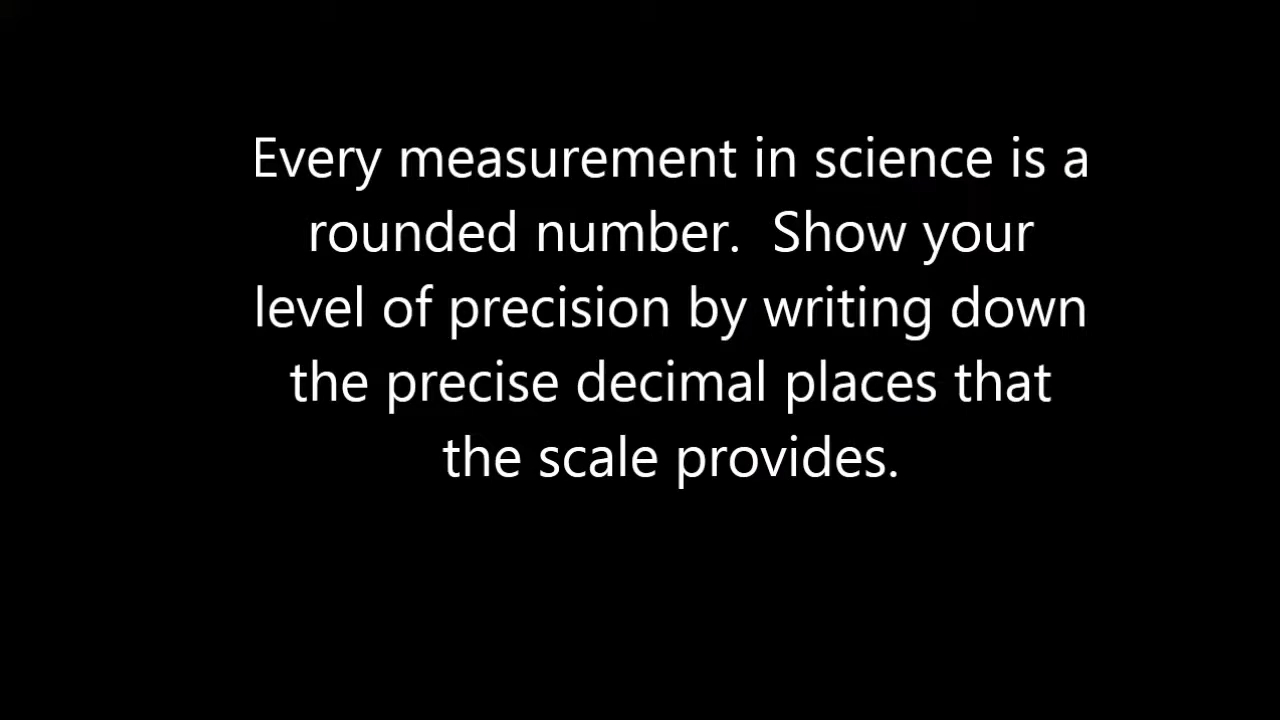 Every measurement in science is a
rounded number.  Show your
level of precision by writing down
the precise decimal places that
the scale provides.